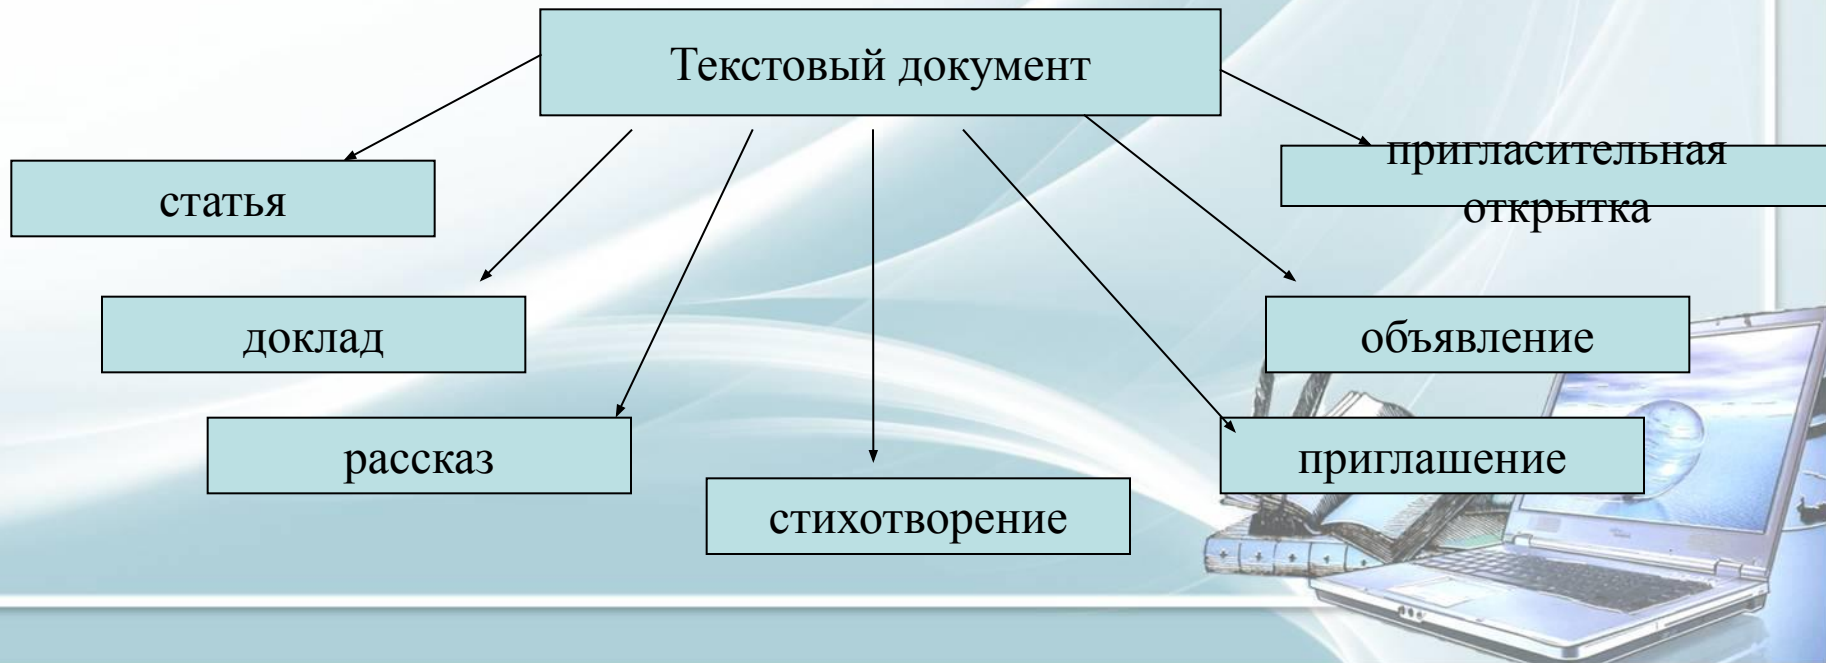 Текстовый документ
пригласительная
открытка
статья
доклад
объявление
рассказ
приглашение
стихотворение